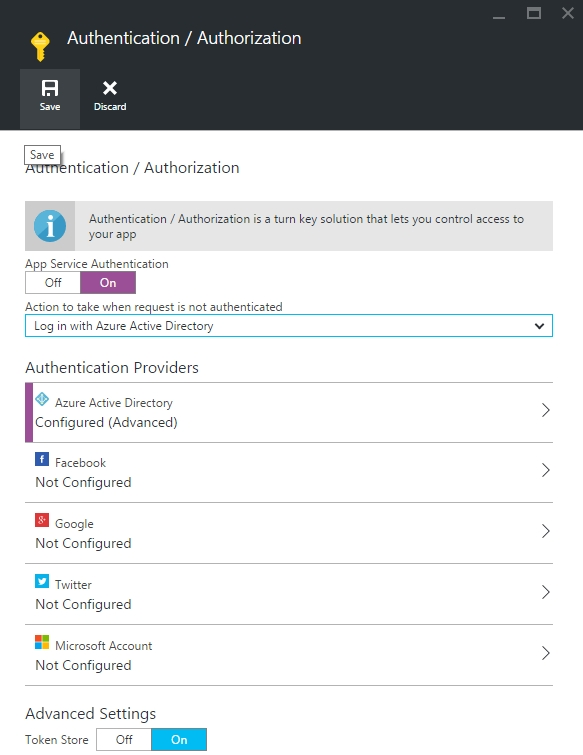 Authentication / Authorization
Save
Discard
Save
Authentication / Authorization
Authentication / Authorization is a turn key solution that lets you control access to
your app
App Service Authentication
Off
On
Action to take when request is not authenticated
Log in with Azure Active Directory
Authentication Providers
Azure Active Directory
Configured (Advanced)
Facebook
Not Configured
Google
Not Configured
Twitter
Not Configured
Microsoft Account
Not Configured
Advanced Settings
Token Store
Off
On